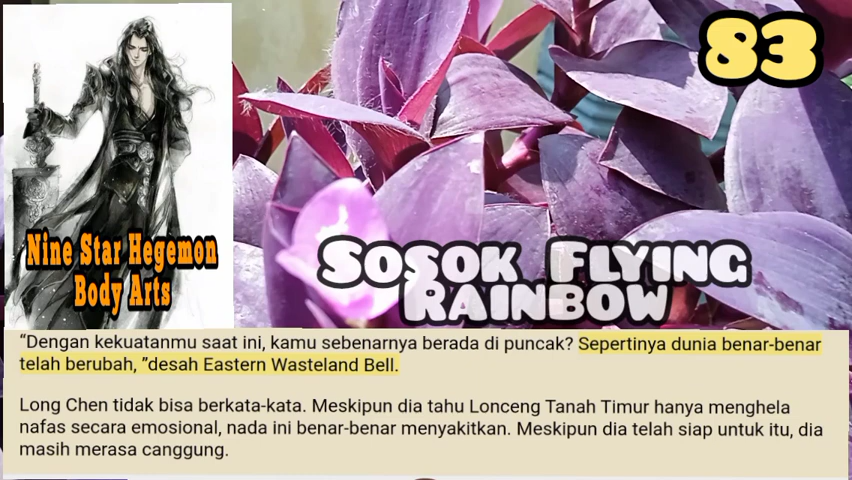 83
Nine Star Hegemon
Body Arts
Sosok Flying
Rainbow
“Dengan kekuatanmu saat ini, kamu sebenarnya berada di puncak? Sepertinya dunia benar-benar
telah berubah, ”desah Eastern Wasteland Bell.
Long Chen tidak bisa berkata-kata. Meskipun dia tahu Lonceng Tanah Timur hanya menghela
nafas secara emosional, nada ini benar-benar menyakitkan. Meskipun dia telah siap untuk itu, dia
masih merasa canggung.